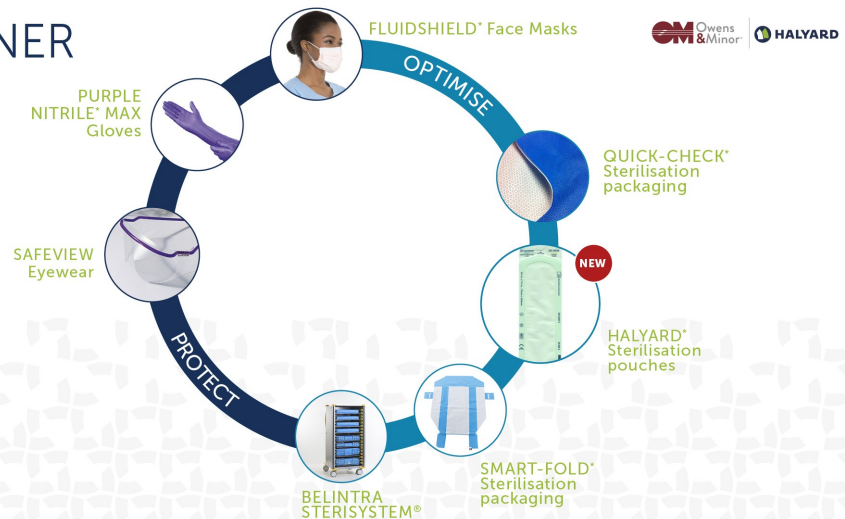 NER
FLUIDSHIELD* Face Masks
Owens
&Minor
HALYARD
OPTIMISE
PURPLE
NITRILE* MAX
Gloves
QUICK-CHECK*
Sterilisation
packaging
SAFEVIEW
Eyewear
NEW
HALYARD*
Sterilisation
pouches
PROTECT
SMART-FOLD*
Sterilisation
packaging
BELINTRA
STERISYSTEM®